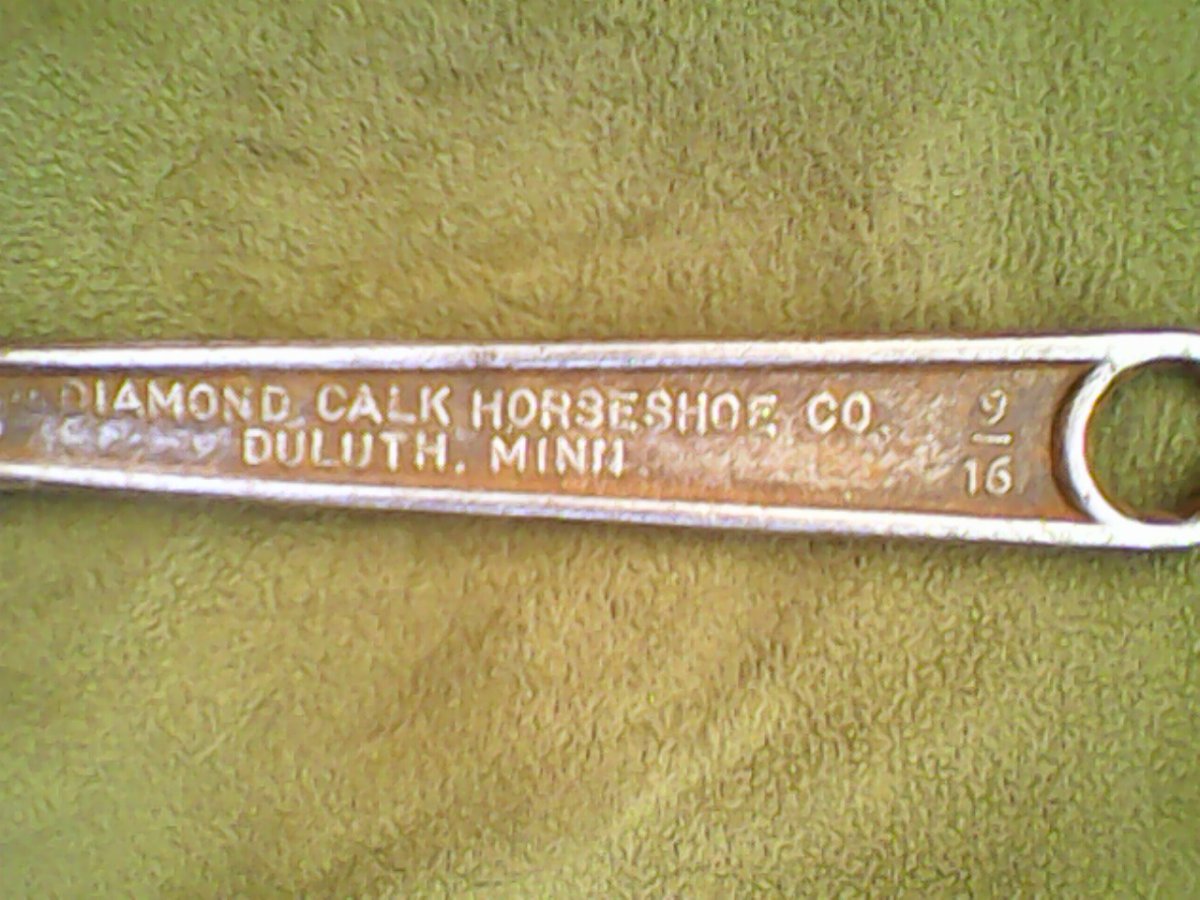 DIAMOND CALK HORSESHOE CO.
DULUTH, MINN.
9
16